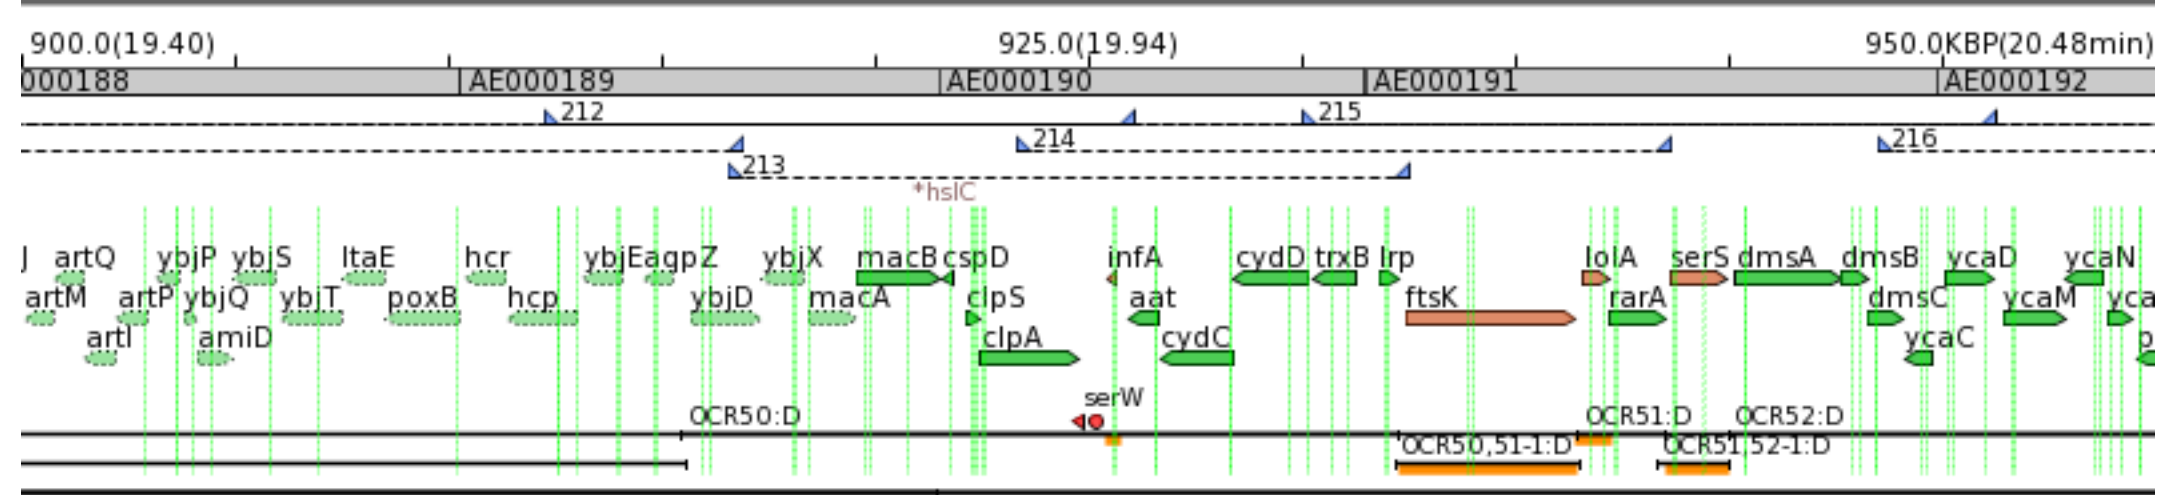 900.0(19.40) 925.0(19.94) 950.0KBP(20.48min)
000188 AE000189 AE000190 AE000191 AE000192
212 215
214 216
213
*hslC
J artQ ybjP ybjS ltaE hcr ybjE aqpZ ybjX macB cspD infA cydD trxB lrp lolA serS dmsA dmsB ycaD ycaN
artM artP ybjQ ybjT poxB hcp ybjD macA clpS aat ftsK rarA dmsC ycaM yca
artI amiD clpA cydC ycaC p
serW
OCR50:D OCR51:D OCR52:D
OCR50,51-1:D OCR51,52-1:D